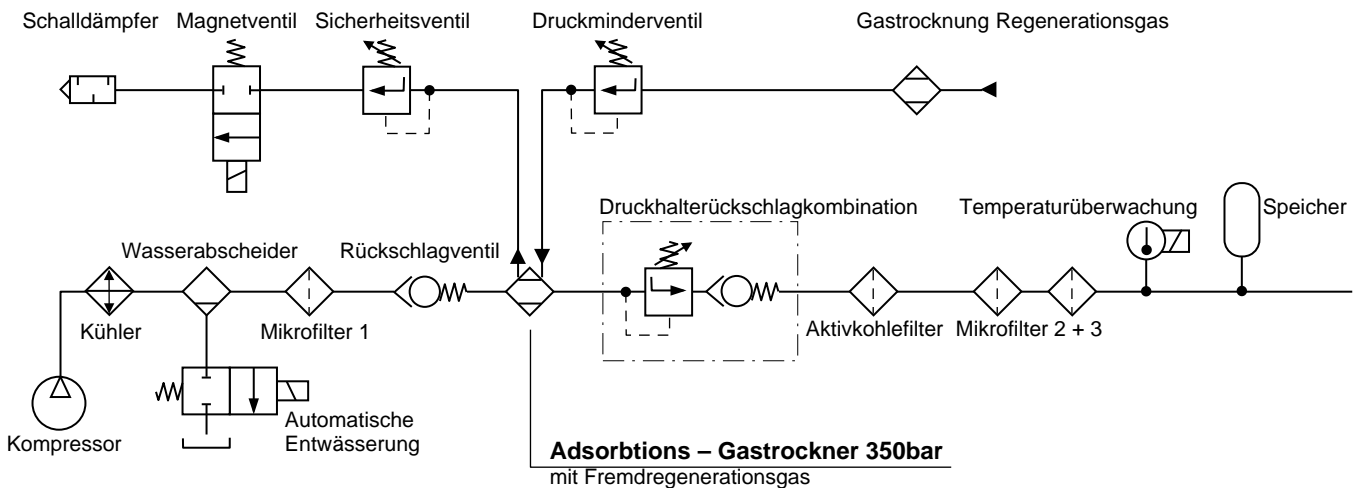 Schalldämpfer Magnetventil Sicherheitsventil Druckminderventil Gastrocknung Regenerationsgas
Druckhalterückschlagkombination Temperaturüberwachung Speicher
Wasserabscheider Rückschlagventil
Kühler Mikrofilter 1 Aktivkohlefilter Mikrofilter 2 + 3
Kompressor
Automatische
Entwässerung
Adsorbtions – Gastrockner 350bar
mit Fremdregenerationsgas